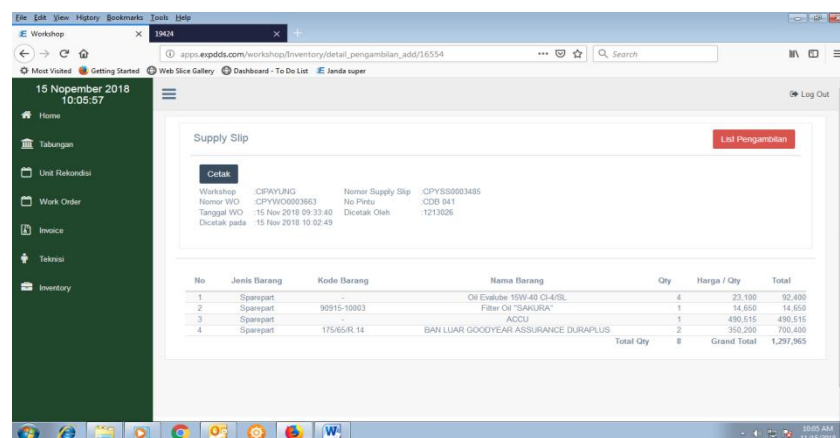 File Edit View History Bookmarks Tools Help
Workshop
19424
apps.expdds.com/workshop/Inventory/detail_pengambilan_add/16554
Search
Most Visited Getting Started Web Slice Gallery Dashboard - To Do List Janda super
15 Nopember 2018
10:05:57
Log Out
Home
Tabungan
Unit Rekondisi
Work Order
Invoice
Teknisi
Inventory
Supply Slip
List Pengambilan
Cetak
Workshop :CIPAYUNG Nomor Supply Slip :CPYSS0003485
Nomor WO :CPYWO0003663 No Pintu :CDB 041
Tanggal WO :15 Nov 2018 09:33:40 Dicetak Oleh :1213026
Dicetak pada :15 Nov 2018 10:02:49
No Jenis Barang Kode Barang Nama Barang Qty Harga / Qty Total
1 Sparepart - Oil Evalube 15W-40 CI-4/SL 4 23,100 92,400
2 Sparepart 90915-10003 Filter Oil "SAKURA" 1 14,650 14,650
3 Sparepart - ACCU 1 490,515 490,515
4 Sparepart 175/65/R 14 BAN LUAR GOODYEAR ASSURANCE DURAPLUS 2 350,200 700,400
Total Qty 8 Grand Total 1,297,965
10:05 AM